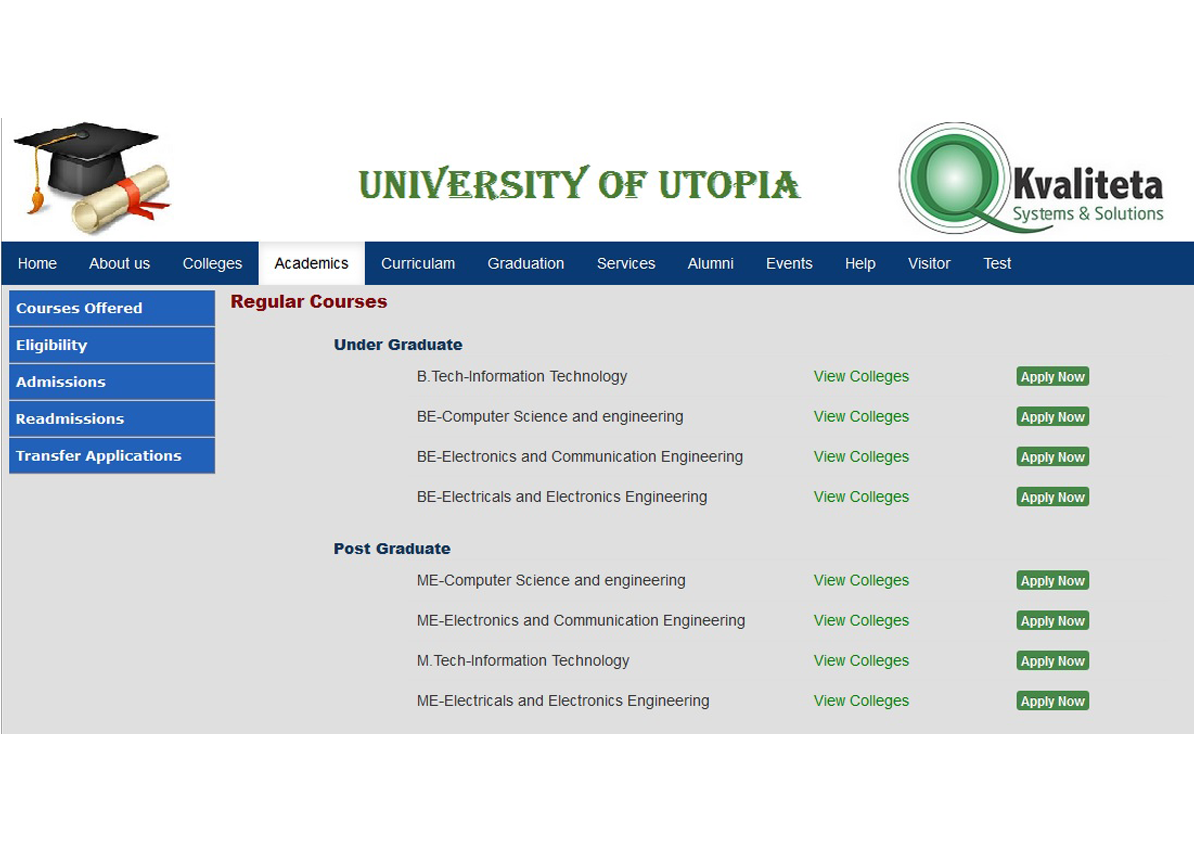 UNIVERSITY OF UTOPIA
Kvaliteta
Systems & Solutions
Home About us Colleges Academics Curriculam Graduation Services Alumni Events Help Visitor Test
Courses Offered
Eligibility
Admissions
Readmissions
Transfer Applications
Regular Courses
Under Graduate
B.Tech-Information Technology View Colleges Apply Now
BE-Computer Science and engineering View Colleges Apply Now
BE-Electronics and Communication Engineering View Colleges Apply Now
BE-Electricals and Electronics Engineering View Colleges Apply Now
Post Graduate
ME-Computer Science and engineering View Colleges Apply Now
ME-Electronics and Communication Engineering View Colleges Apply Now
M.Tech-Information Technology View Colleges Apply Now
ME-Electricals and Electronics Engineering View Colleges Apply Now